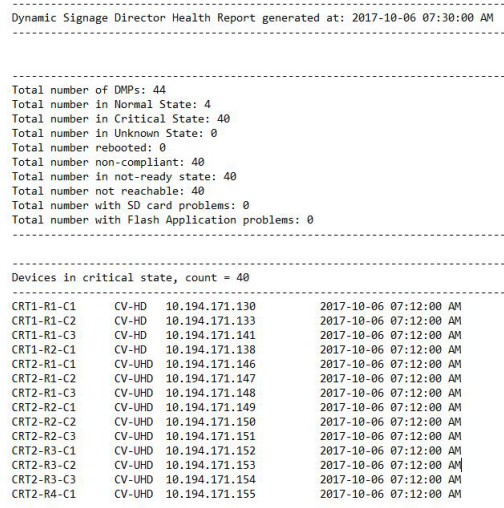 --------------------------------------------------------------------------------
Dynamic Signage Director Health Report generated at: 2017-10-06 07:30:00 AM
--------------------------------------------------------------------------------
--------------------------------------------------------------------------------
Total number of DMPs: 44
Total number in Normal State: 4
Total number in Critical State: 40
Total number in Unknown State: 0
Total number rebooted: 0
Total number non-compliant: 40
Total number in not-ready state: 40
Total number not reachable: 40
Total number with SD card problems: 0
Total number with Flash Application problems: 0
--------------------------------------------------------------------------------
--------------------------------------------------------------------------------
Devices in critical state, count = 40
--------------------------------------------------------------------------------
CRT1-R1-C1 CV-HD 10.194.171.130 2017-10-06 07:12:00 AM
CRT1-R1-C2 CV-HD 10.194.171.133 2017-10-06 07:12:00 AM
CRT1-R1-C3 CV-HD 10.194.171.141 2017-10-06 07:12:00 AM
CRT1-R2-C1 CV-HD 10.194.171.138 2017-10-06 07:12:00 AM
CRT2-R1-C1 CV-UHD 10.194.171.146 2017-10-06 07:12:00 AM
CRT2-R1-C2 CV-UHD 10.194.171.147 2017-10-06 07:12:00 AM
CRT2-R1-C3 CV-UHD 10.194.171.148 2017-10-06 07:12:00 AM
CRT2-R2-C1 CV-UHD 10.194.171.149 2017-10-06 07:12:00 AM
CRT2-R2-C2 CV-UHD 10.194.171.150 2017-10-06 07:12:00 AM
CRT2-R2-C3 CV-UHD 10.194.171.151 2017-10-06 07:12:00 AM
CRT2-R3-C1 CV-UHD 10.194.171.152 2017-10-06 07:12:00 AM
CRT2-R3-C2 CV-UHD 10.194.171.153 2017-10-06 07:12:00 AM
CRT2-R3-C3 CV-UHD 10.194.171.154 2017-10-06 07:12:00 AM
CRT2-R4-C1 CV-UHD 10.194.171.155 2017-10-06 07:12:00 AM